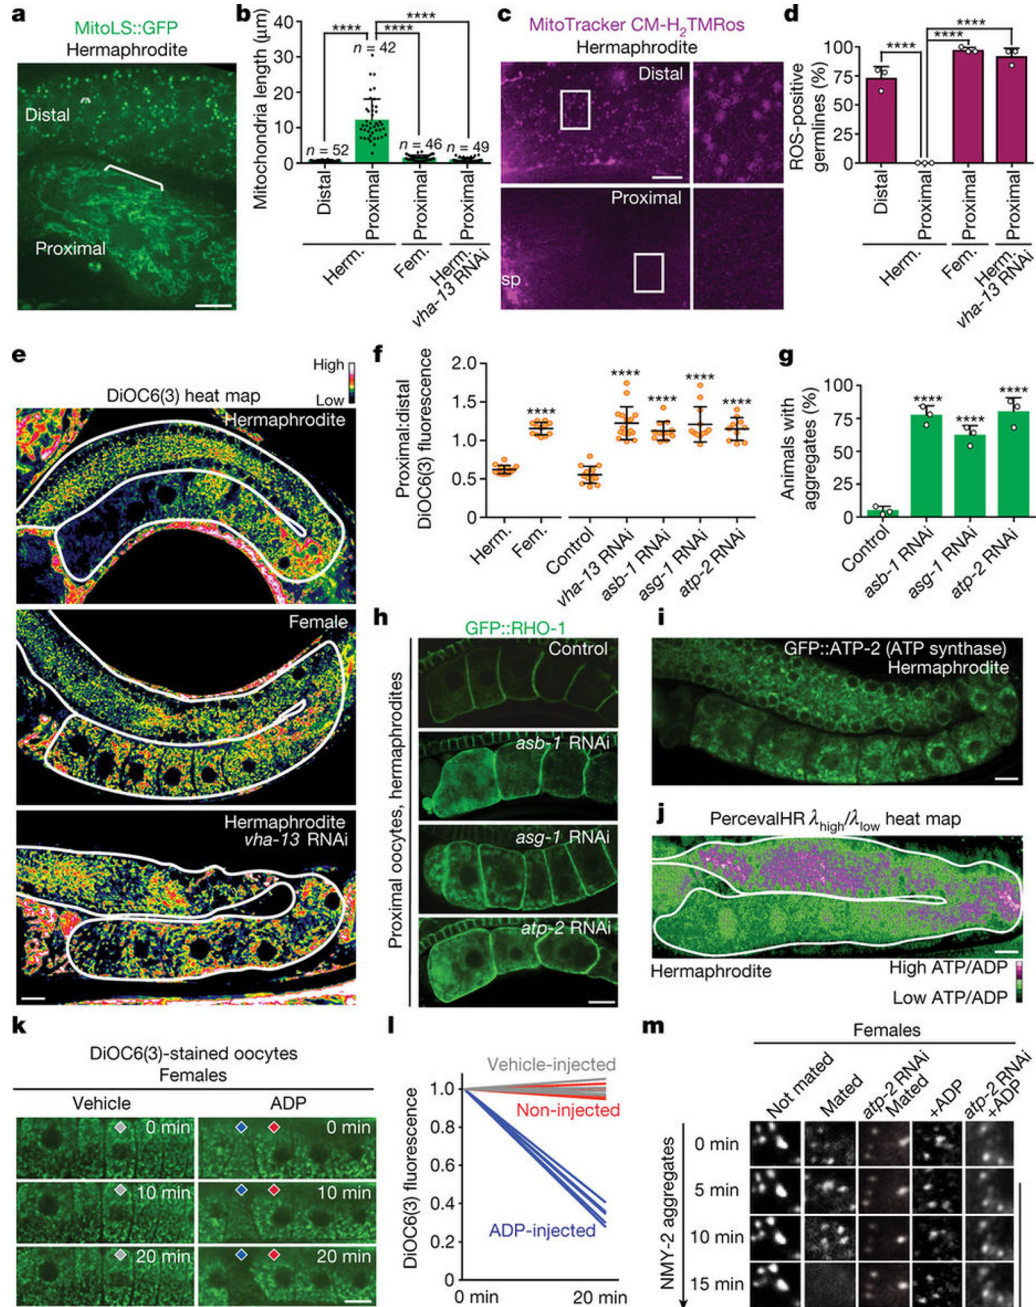 a
MitoLS::GFP
Hermaphrodite
Distal
Proximal
b
Mitochondria length (µm)
40
30
20
10
0
****
****
****
n = 42
n = 52
n = 46
n = 49
Distal
Proximal
Proximal
Proximal
Herm.
Fem.
Herm.
vha-13 RNAi
c
MitoTracker CM-H2TMRos
Hermaphrodite
Distal
Proximal
sp
d
ROS-positive
germlines (%)
100
75
50
25
0
****
****
****
Distal
Proximal
Proximal
Proximal
Herm.
Fem.
Herm.
vha-13 RNAi
e
High
Low
DiOC6(3) heat map
Hermaphrodite
Female
Hermaphrodite
vha-13 RNAi
f
Proximal:distal
DiOC6(3) fluorescence
2.0
1.5
1.0
0.5
0
****
****
****
****
****
Herm.
Fem.
Control
vha-13 RNAi
asb-1 RNAi
asg-1 RNAi
atp-2 RNAi
g
Animals with
aggregates (%)
100
75
50
25
0
****
****
****
Control
asb-1 RNAi
asg-1 RNAi
atp-2 RNAi
h
GFP::RHO-1
Proximal oocytes, hermaphrodites
Control
asb-1 RNAi
asg-1 RNAi
atp-2 RNAi
i
GFP::ATP-2 (ATP synthase)
Hermaphrodite
j
PercevalHR λhigh/λlow heat map
Hermaphrodite
High ATP/ADP
Low ATP/ADP
k
DiOC6(3)-stained oocytes
Females
Vehicle
ADP
0 min
0 min
10 min
10 min
20 min
20 min
l
DiOC6(3) fluorescence
1.0
0.8
0.6
0.4
0.2
0
Vehicle-injected
Non-injected
ADP-injected
0 min
20 min
m
Females
Not mated
Mated
atp-2 RNAi
Mated
+ADP
atp-2 RNAi
+ADP
NMY-2 aggregates
0 min
5 min
10 min
15 min